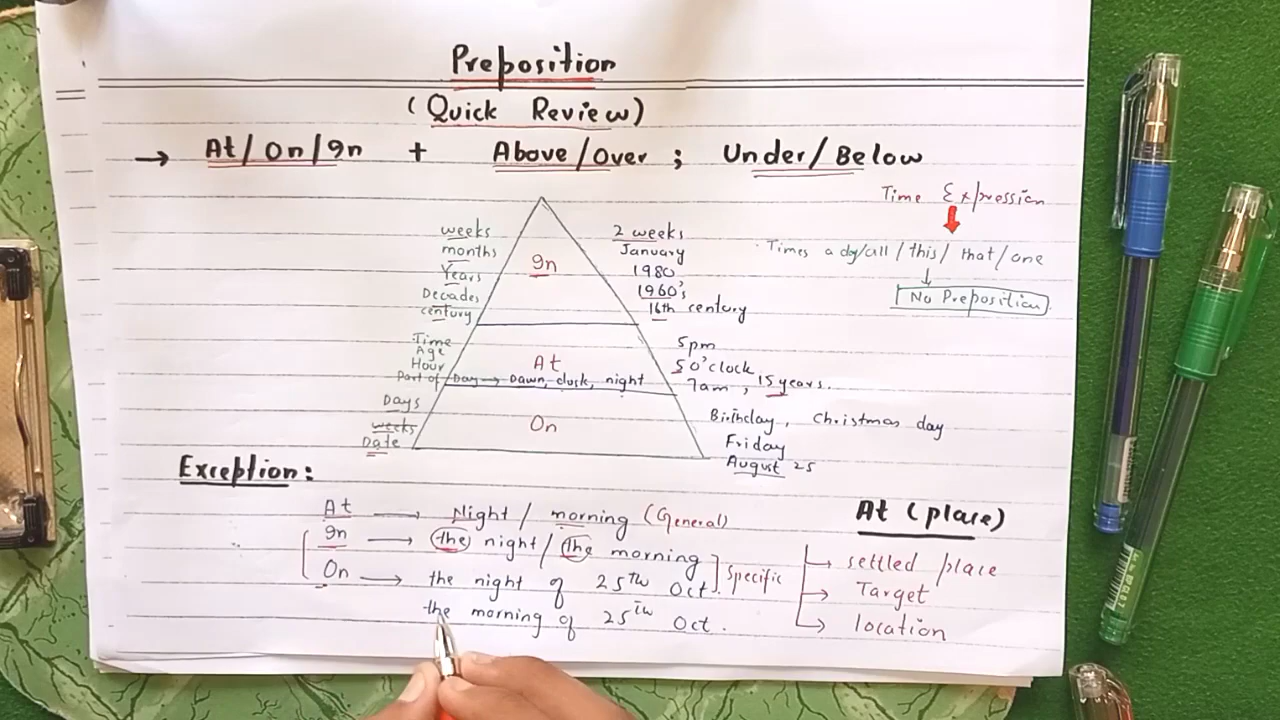 Preposition
(Quick Review)
→ At/On/In + Above/Over ; Under/Below
Time Expression
Times a day/all/this/that/one
No Preposition
weeks
months
Years
Decades
century
In
2 weeks
January
1980
1960's
16th century
Time
Age
Hour
Part of Day → Dawn, dusk, night
At
5pm
5 o'clock
7am, 15 years.
Days
weeks
Date
On
Birthday, Christmas day
Friday
August 25
Exception:
At → Night/morning (General)
In → (the) night/(the) morning
On → the night of 25th Oct.
the morning of 25th Oct.
Specific
At (place)
settled place
Target
location